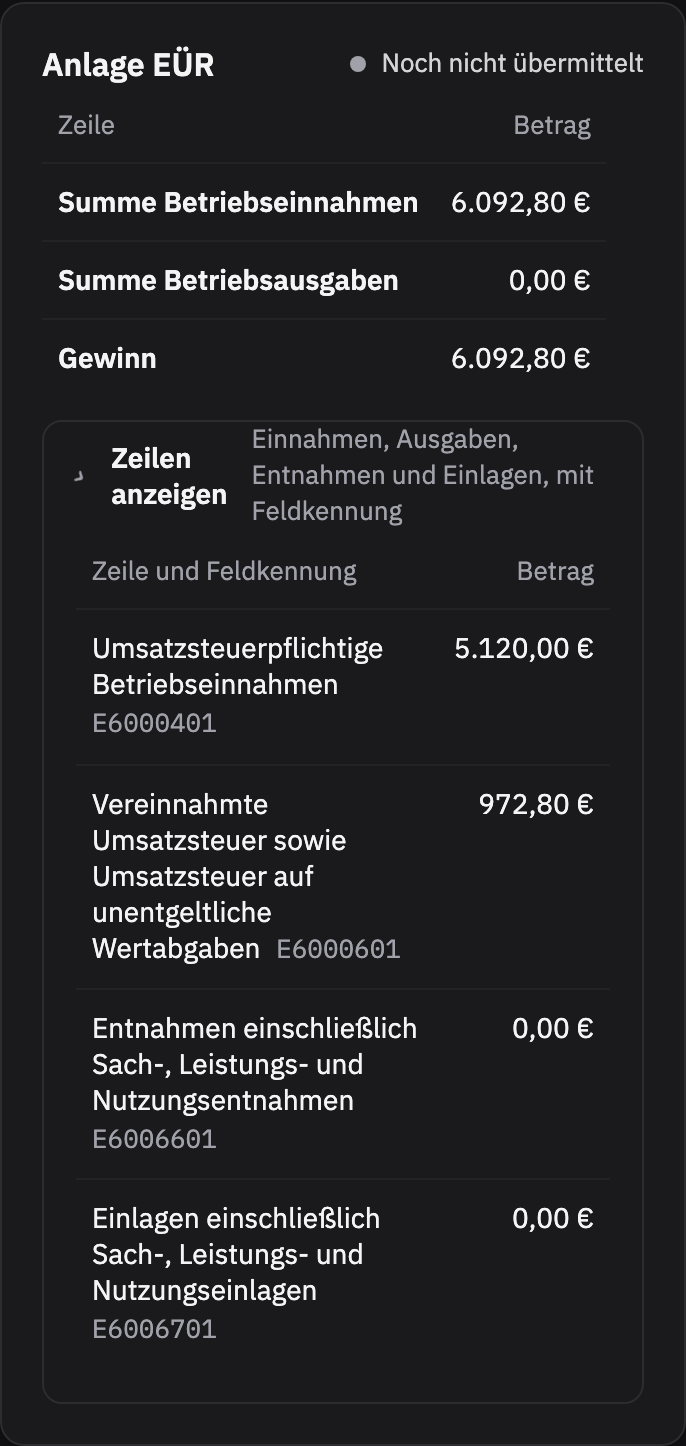 Anlage EÜR
Noch nicht übermittelt
Zeile Betrag
Summe Betriebseinnahmen 6.092,80 €
Summe Betriebsausgaben 0,00 €
Gewinn 6.092,80 €
Zeilen
anzeigen
Einnahmen, Ausgaben,
Entnahmen und Einlagen, mit
Feldkennung
Zeile und Feldkennung Betrag
Umsatzsteuerpflichtige 5.120,00 €
Betriebseinnahmen
E6000401
Vereinnahmte 972,80 €
Umsatzsteuer sowie
Umsatzsteuer auf
unentgeltliche
Wertabgaben E6000601
Entnahmen einschließlich 0,00 €
Sach-, Leistungs- und
Nutzungsentnahmen
E6006601
Einlagen einschließlich 0,00 €
Sach-, Leistungs- und
Nutzungseinlagen
E6006701